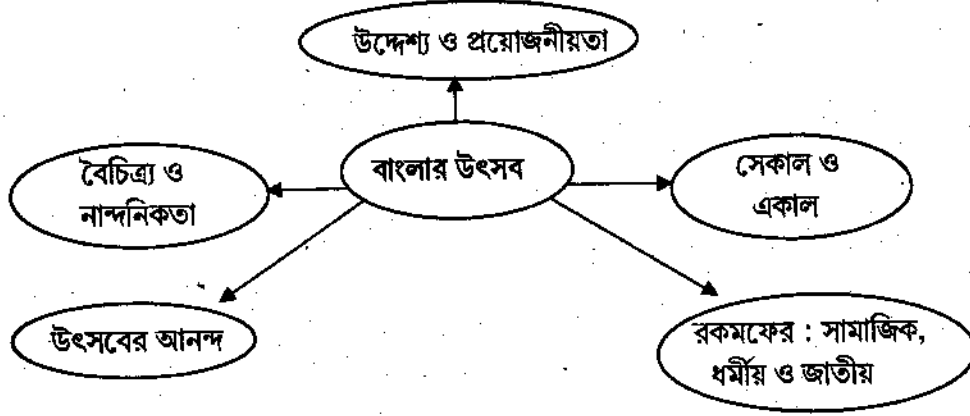 উদ্দেশ্য ও প্রয়োজনীয়তা
বাংলার উৎসব
বৈচিত্র্য ও
নান্দনিকতা
সেকাল ও
একাল
উৎসবের আনন্দ
রকমফের : সামাজিক,
ধর্মীয় ও জাতীয়